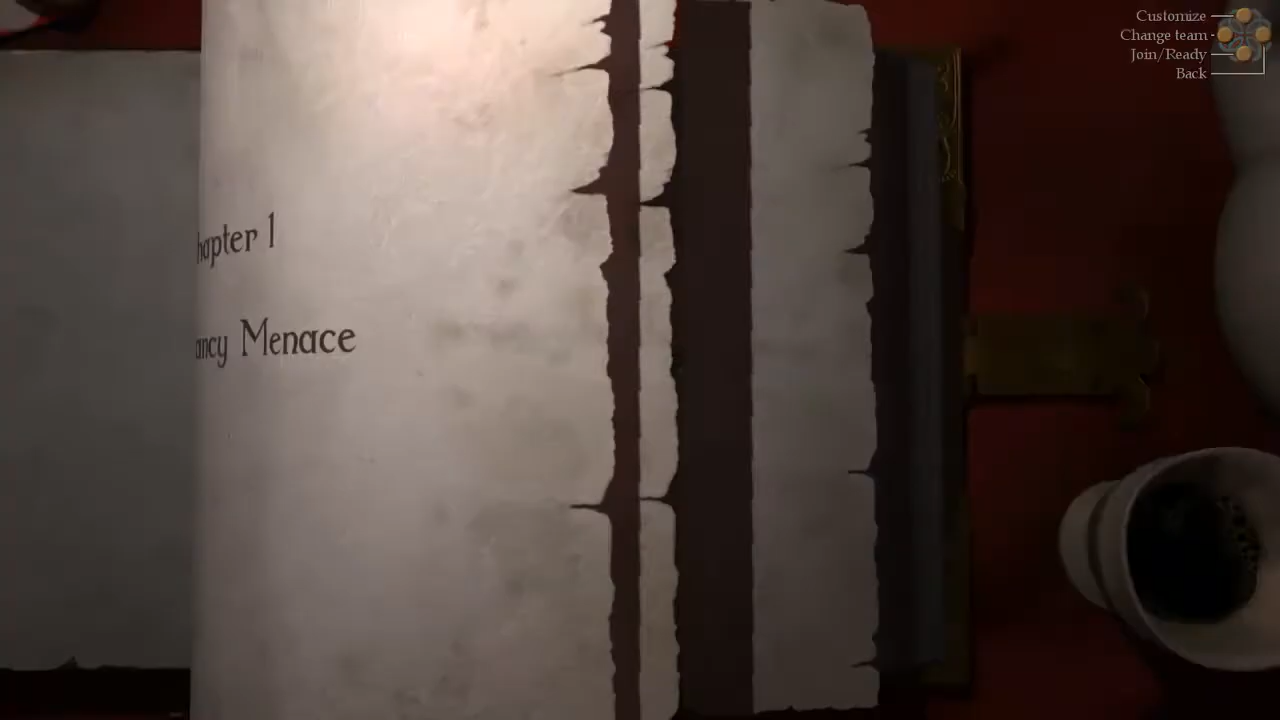 Customize
Change team
Join/Ready
Back
hapter 1
ancy Menace